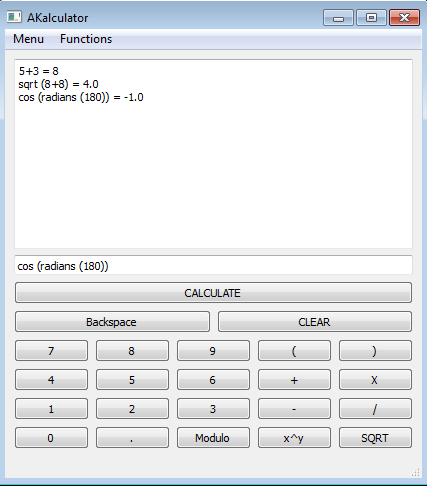 AKalculator
Menu Functions
5+3 = 8
sqrt (8+8) = 4.0
cos (radians (180)) = -1.0
cos (radians (180))
CALCULATE
Backspace CLEAR
7 8 9 ( )
4 5 6 + X
1 2 3 - /
0 . Modulo x^y SQRT